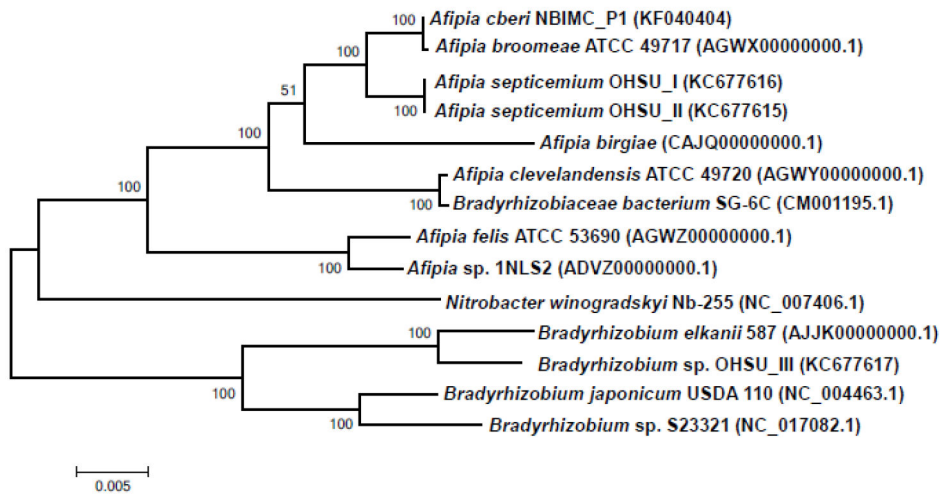 100 Afipia cberi NBIMC_P1 (KF040404)
Afipia broomeae ATCC 49717 (AGWX00000000.1)
100
Afipia septicemium OHSU_I (KC677616)
51
100 Afipia septicemium OHSU_II (KC677615)
100
Afipia birgiae (CAJQ00000000.1)
Afipia clevelandensis ATCC 49720 (AGWY00000000.1)
100
100 Bradyrhizobiaceae bacterium SG-6C (CM001195.1)
Afipia felis ATCC 53690 (AGWZ00000000.1)
100 Afipia sp. 1NLS2 (ADVZ00000000.1)
Nitrobacter winogradskyi Nb-255 (NC_007406.1)
100 Bradyrhizobium elkanii 587 (AJJK00000000.1)
Bradyrhizobium sp. OHSU_III (KC677617)
100
Bradyrhizobium japonicum USDA 110 (NC_004463.1)
100 Bradyrhizobium sp. S23321 (NC_017082.1)
0.005